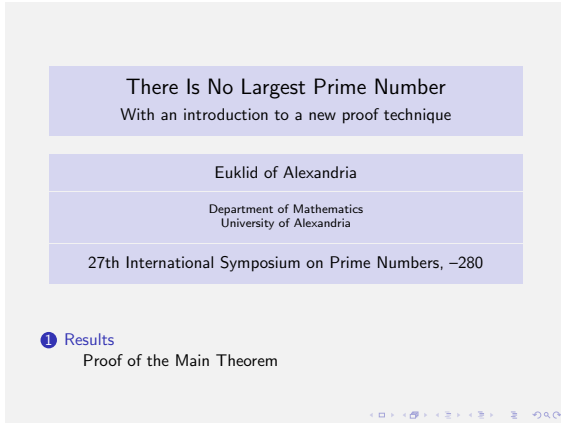 There Is No Largest Prime Number
With an introduction to a new proof technique
Euklid of Alexandria
Department of Mathematics
University of Alexandria
27th International Symposium on Prime Numbers, –280
1 Results
Proof of the Main Theorem